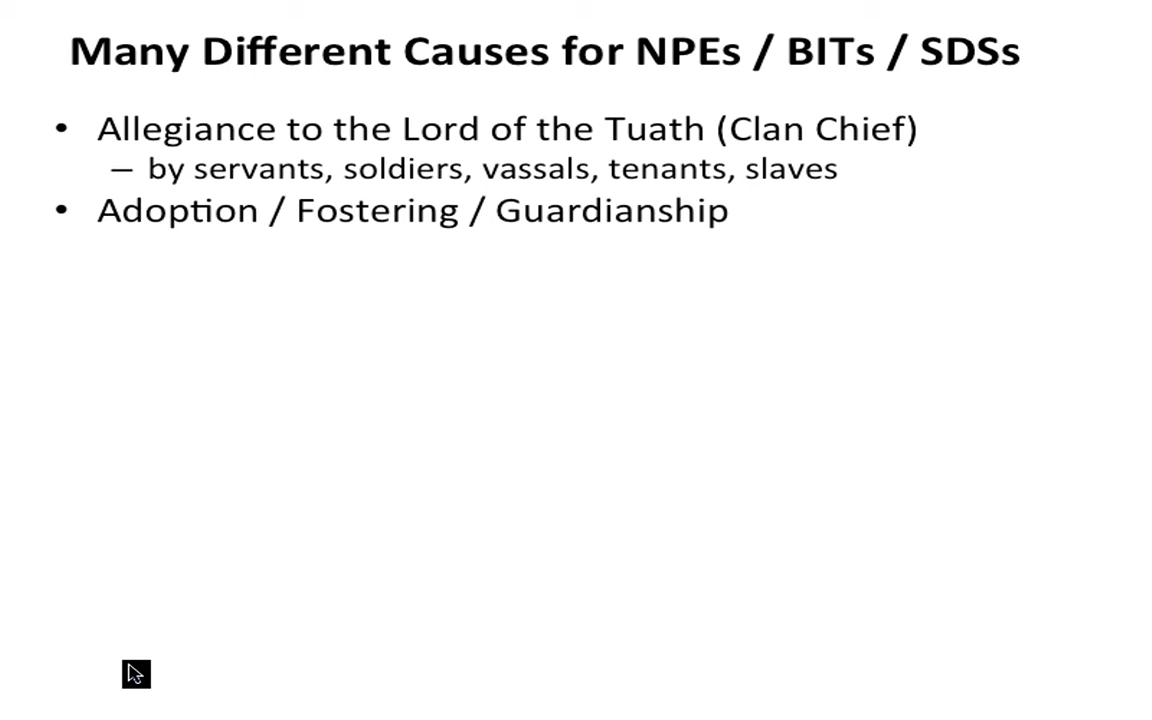 Many Different Causes for NPEs / BITs / SDSs
• Allegiance to the Lord of the Tuath (Clan Chief)
– by servants, soldiers, vassals, tenants, slaves
• Adoption / Fostering / Guardianship